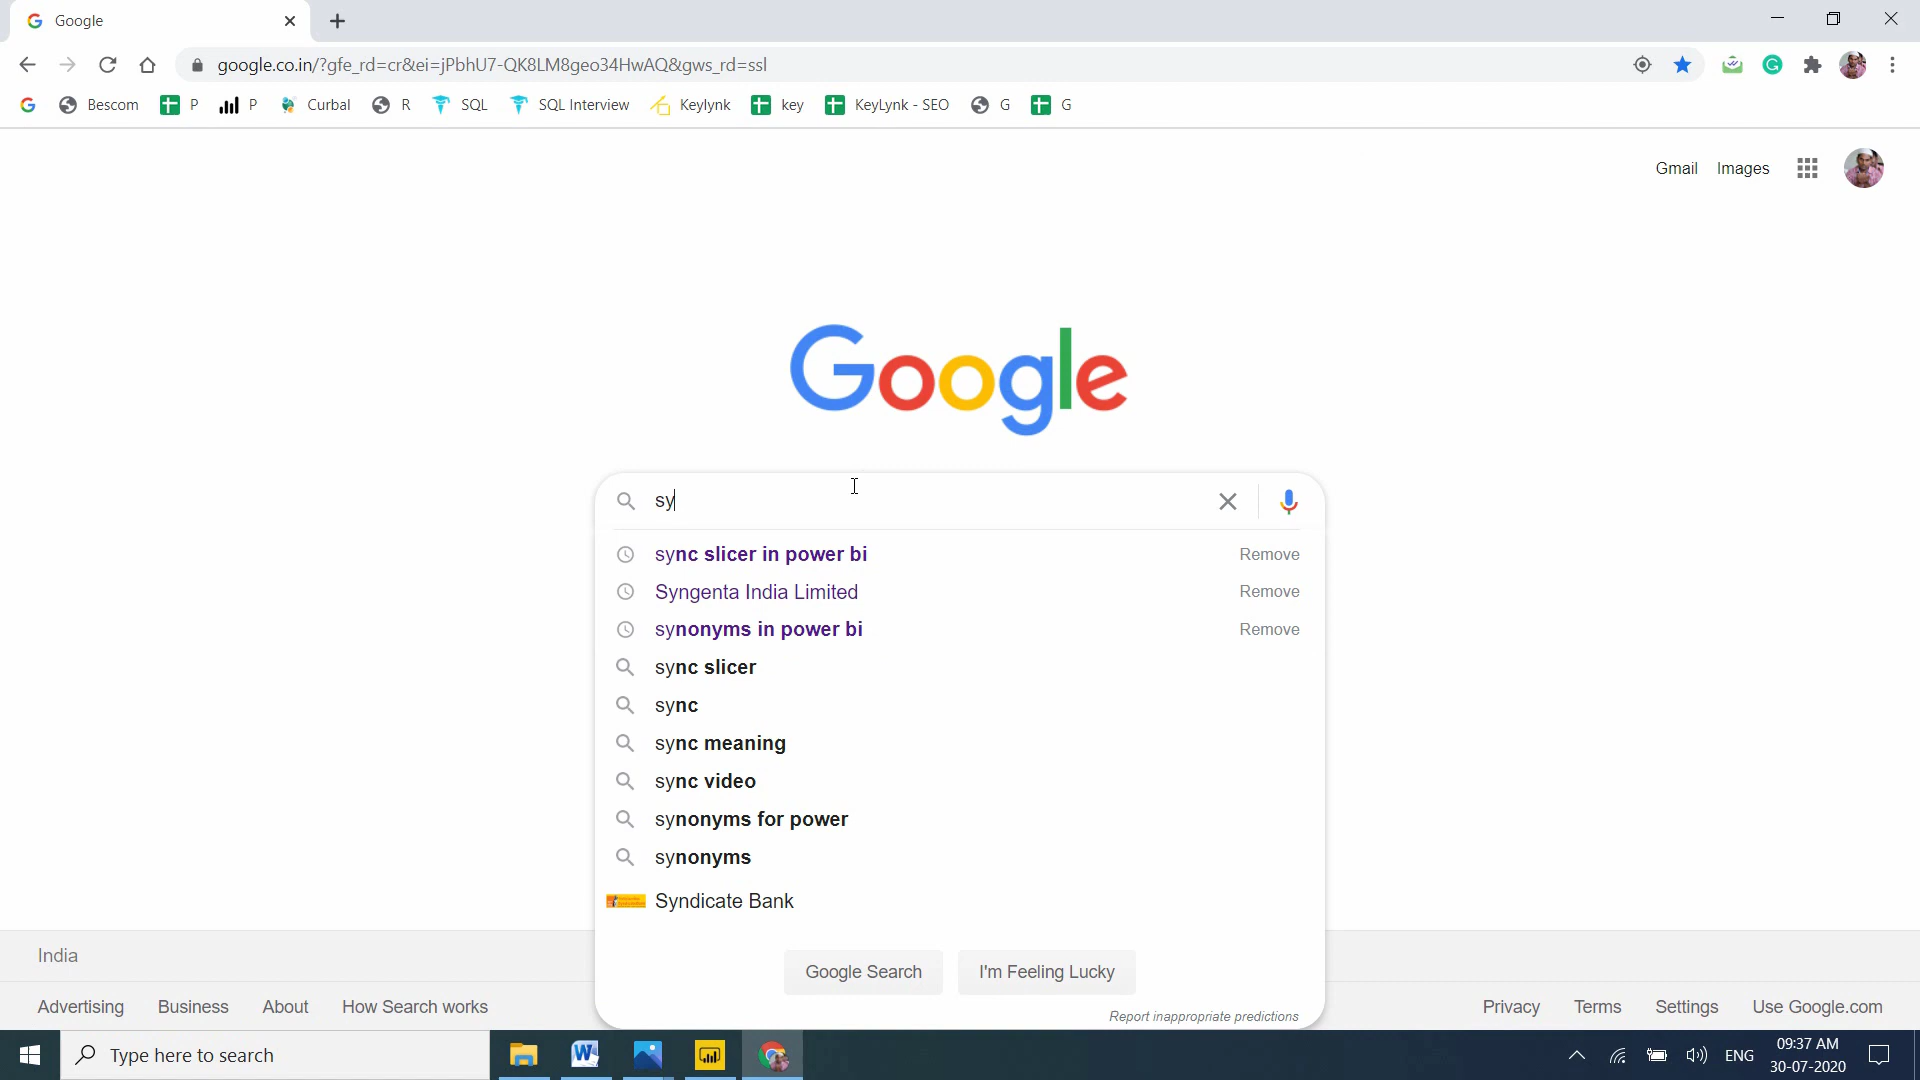 Google
google.co.in/?gfe_rd=cr&ei=jPbhU7-QK8LM8geo34HwAQ&gws_rd=ssl
Bescom P P Curbal R SQL SQL Interview Keylynk key KeyLynk - SEO G G
Gmail Images
Google
sy
sync slicer in power bi Remove
Syngenta India Limited Remove
synonyms in power bi Remove
sync slicer
sync
sync meaning
sync video
synonyms for power
synonyms
Syndicate Bank
Google Search I'm Feeling Lucky
Report inappropriate predictions
India
Advertising Business About How Search works Privacy Terms Settings Use Google.com
Type here to search ENG 09:37 AM
30-07-2020